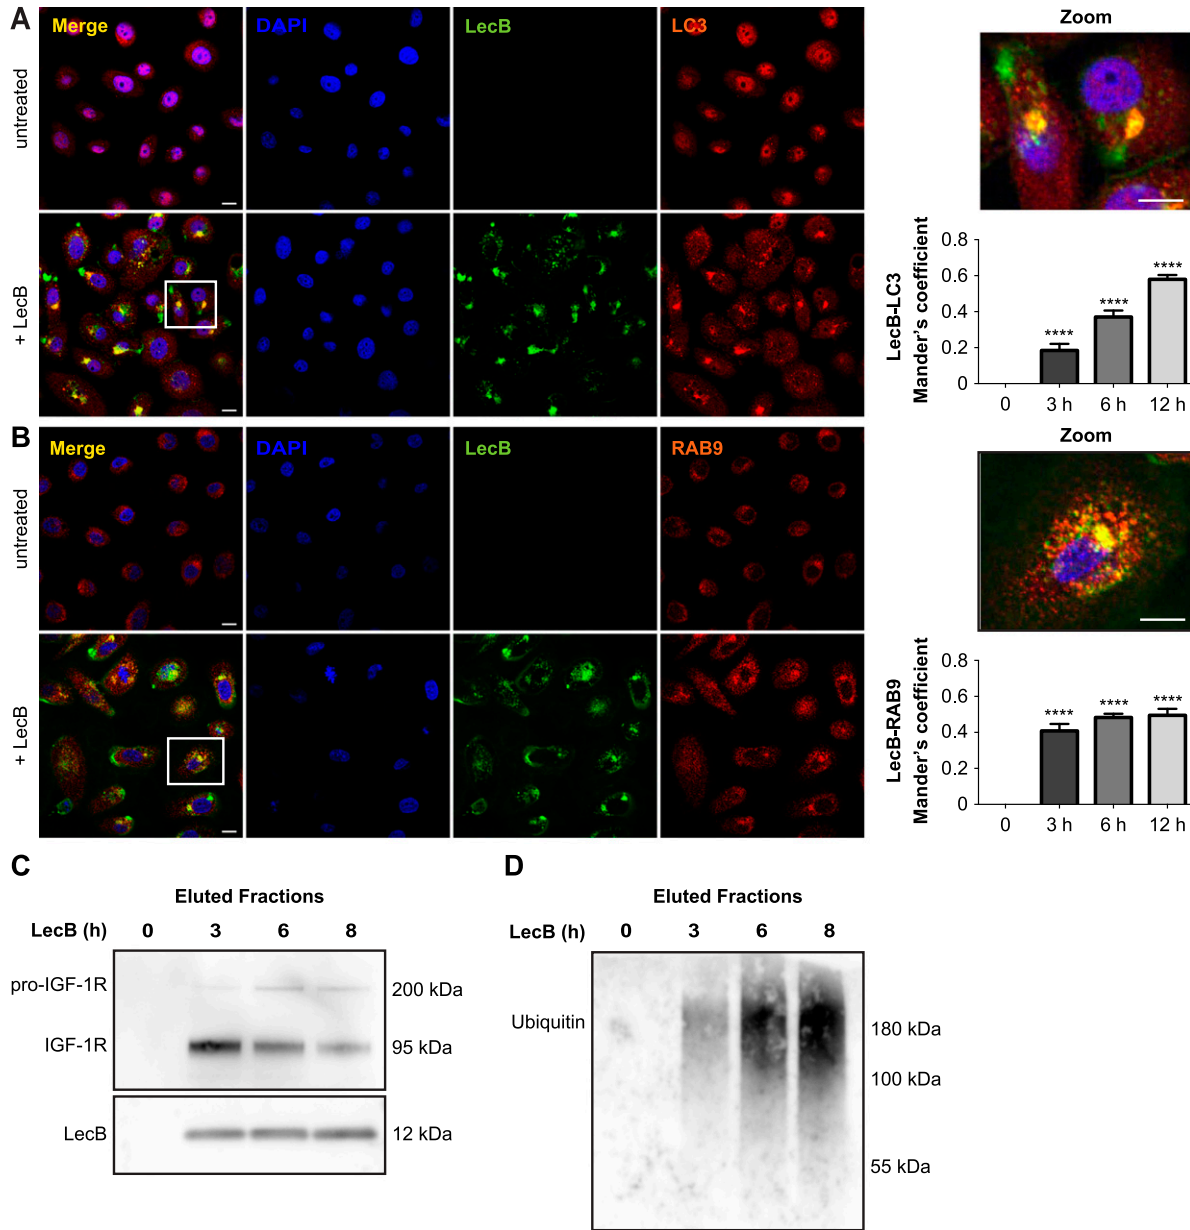 A
Merge
DAPI
LecB
LC3
Zoom
untreated
+ LecB
LecB-LC3
Mander's coefficient
0.8
0.6
0.4
0.2
0
****
****
****
0
3 h
6 h
12 h
B
Merge
DAPI
LecB
RAB9
Zoom
untreated
+ LecB
LecB-RAB9
Mander's coefficient
0.8
0.6
0.4
0.2
0
****
****
****
0
3 h
6 h
12 h
C
Eluted Fractions
LecB (h) 0 3 6 8
pro-IGF-1R 200 kDa
IGF-1R 95 kDa
LecB 12 kDa
D
Eluted Fractions
LecB (h) 0 3 6 8
Ubiquitin 180 kDa
100 kDa
55 kDa